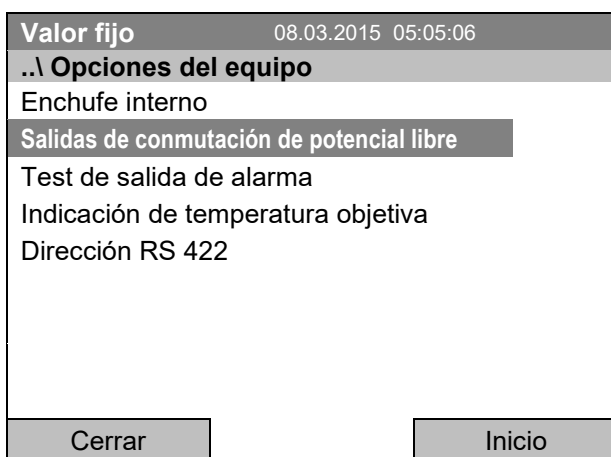 Valor fijo 08.03.2015 05:05:06
..\ Opciones del equipo
Enchufe interno
Salidas de conmutación de potencial libre
Test de salida de alarma
Indicación de temperatura objetiva
Dirección RS 422
Cerrar Inicio